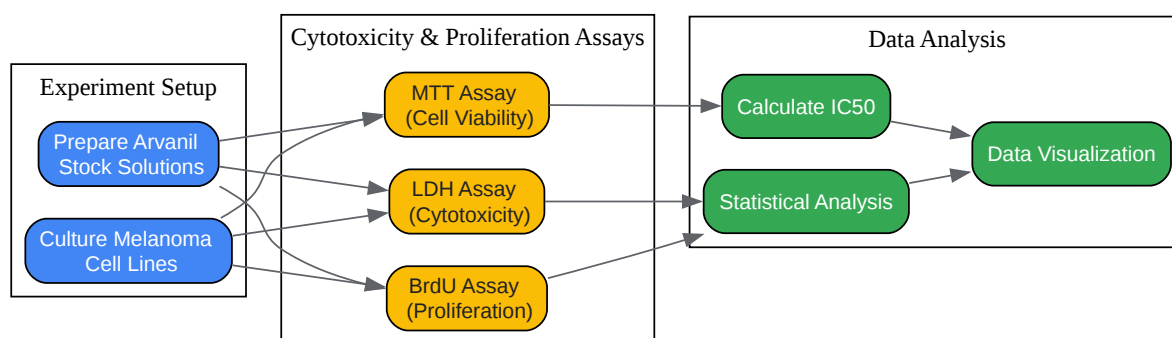 Experiment Setup
Prepare Arvanil
Stock Solutions
Culture Melanoma
Cell Lines
Cytotoxicity & Proliferation Assays
MTT Assay
(Cell Viability)
LDH Assay
(Cytotoxicity)
BrdU Assay
(Proliferation)
Data Analysis
Calculate IC50
Statistical Analysis
Data Visualization